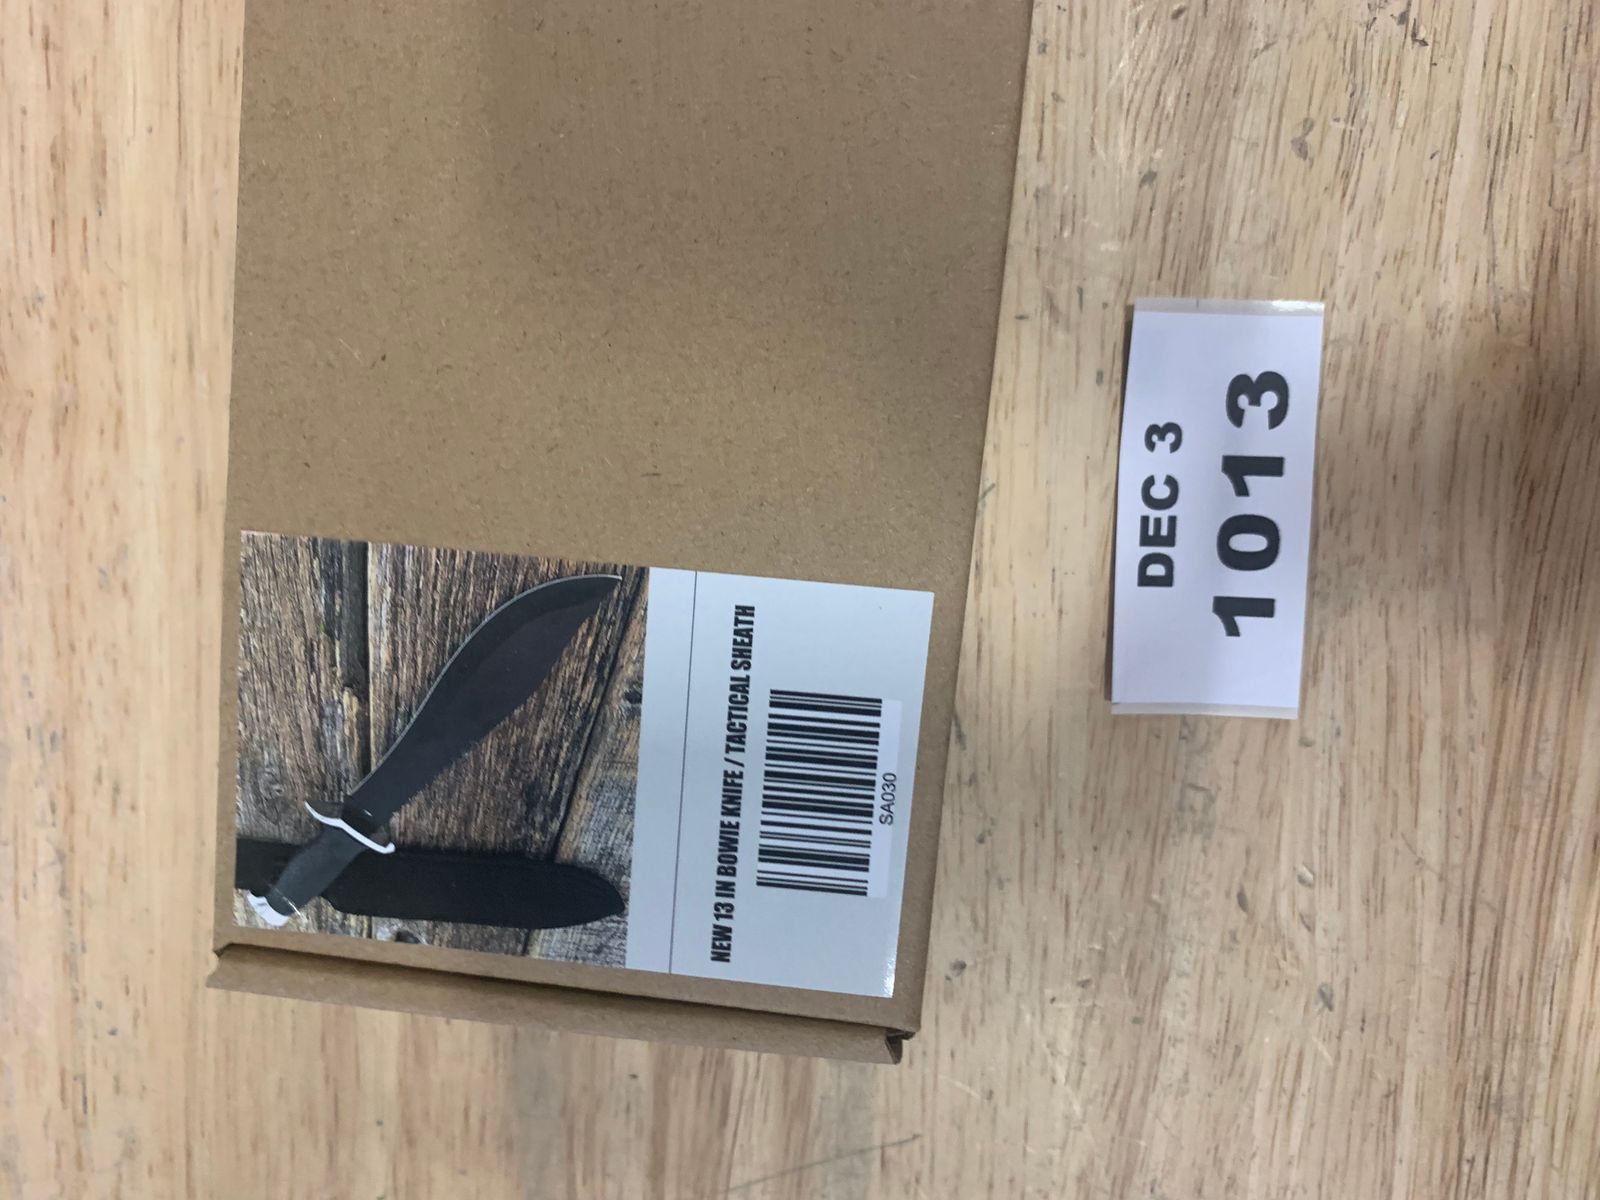 NEW 13 IN BOWIE KNIFE / TACTICAL SHEATH
SA030
DEC 3
1013